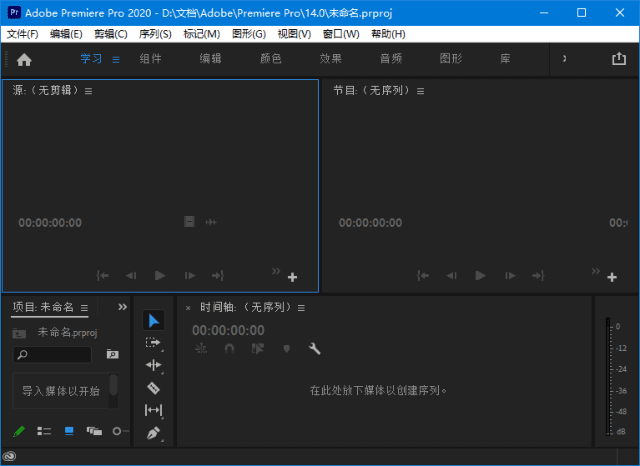 Pr Adobe Premiere Pro 2020 - D:\文档\Adobe\Premiere Pro\14.0\未命名.prproj
文件(F) 编辑(E) 剪辑(C) 序列(S) 标记(M) 图形(G) 视图(V) 窗口(W) 帮助(H)
学习 组件 编辑 颜色 效果 音频 图形 库
源:（无剪辑） 节目:（无序列）
00:00:00:00 00:00:00:00 00:0
项目: 未命名 × 时间轴:（无序列）
未命名.prproj 00:00:00:00
导入媒体以开始 在此处放下媒体以创建序列。
0
-12
-24
-36
-48
dB